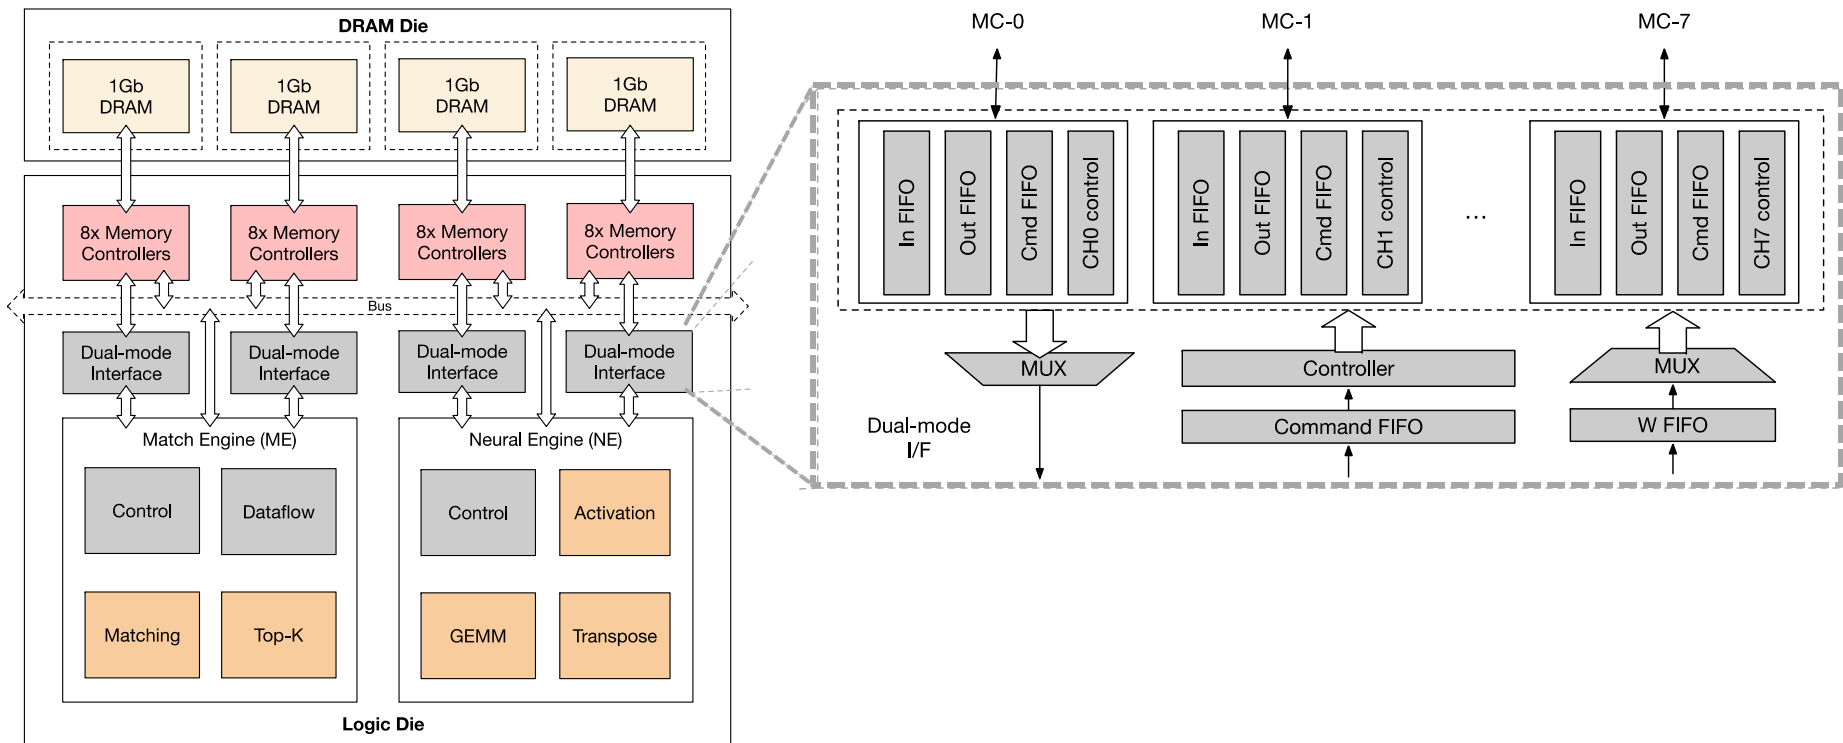 DRAM Die
1Gb
DRAM
1Gb
DRAM
1Gb
DRAM
1Gb
DRAM
8x Memory
Controllers
8x Memory
Controllers
8x Memory
Controllers
8x Memory
Controllers
Bus
Dual-mode
Interface
Dual-mode
Interface
Dual-mode
Interface
Dual-mode
Interface
Match Engine (ME)
Control
Dataflow
Matching
Top-K
Neural Engine (NE)
Control
Activation
GEMM
Transpose
Logic Die
MC-0
MC-1
MC-7
In FIFO
Out FIFO
Cmd FIFO
CH0 control
In FIFO
Out FIFO
Cmd FIFO
CH1 control
...
In FIFO
Out FIFO
Cmd FIFO
CH7 control
MUX
Controller
MUX
Command FIFO
W FIFO
Dual-mode
I/F